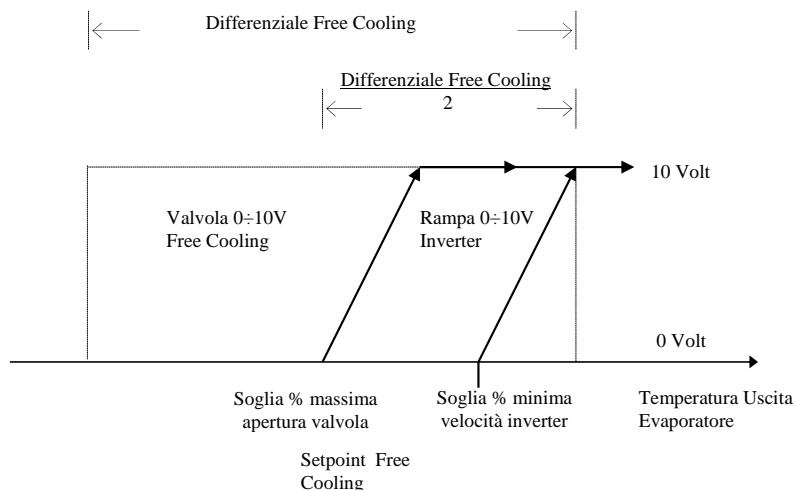 Differenziale Free Cooling
Differenziale Free Cooling
2
10 Volt
Valvola 0÷10V
Free Cooling
Rampa 0÷10V
Inverter
0 Volt
Soglia % massima
apertura valvola
Soglia % minima
velocità inverter
Temperatura Uscita
Evaporatore
Setpoint Free
Cooling